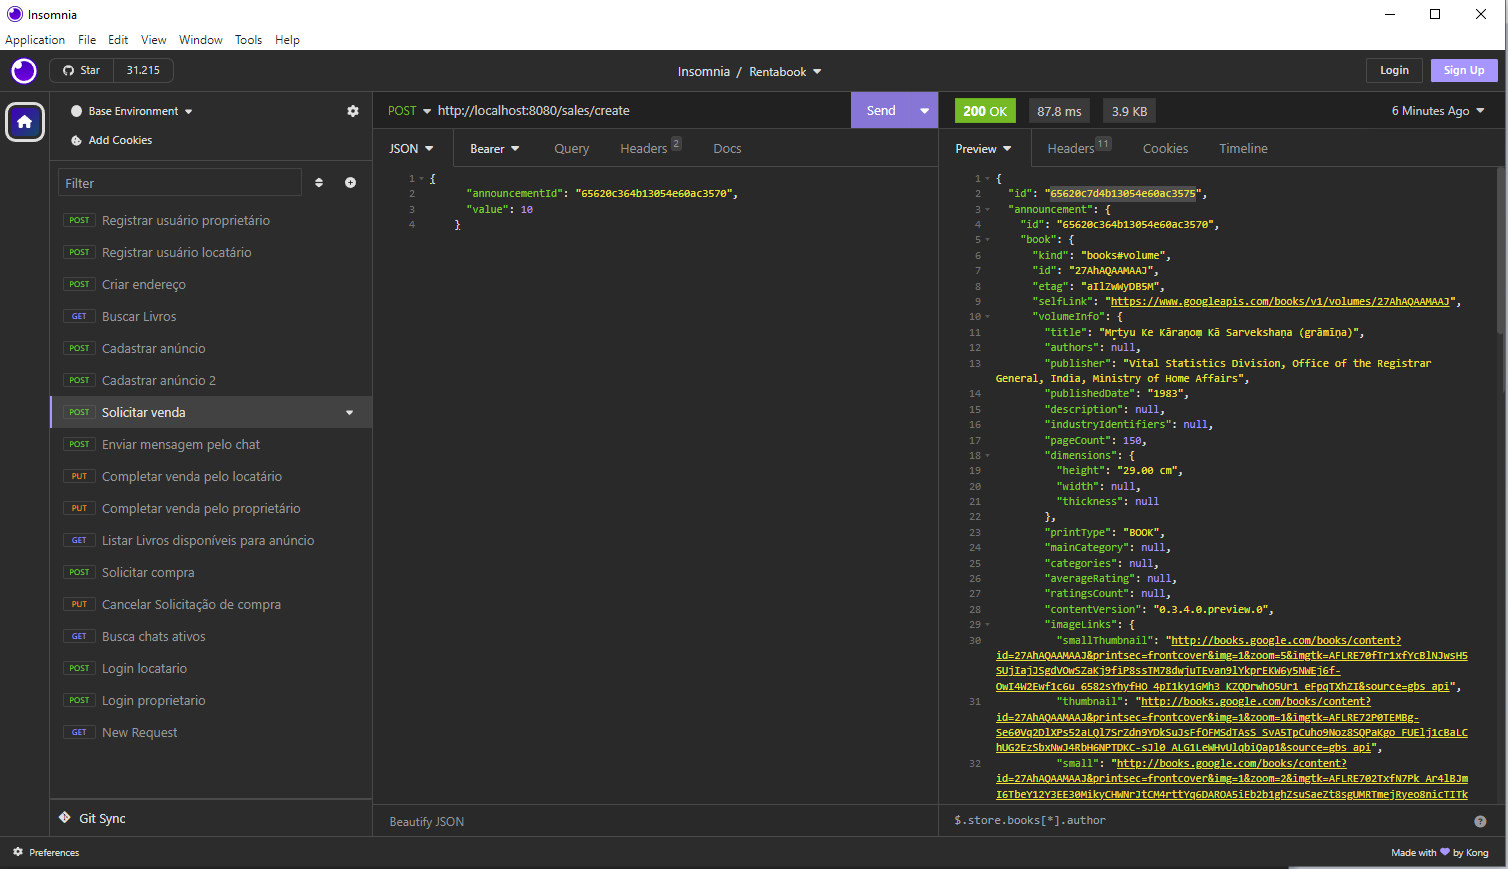 Insomnia
Application File Edit View Window Tools Help
Star 31.215
Insomnia / Rentabook
Login Sign Up
Base Environment
Add Cookies
Filter
POST Registrar usuário proprietário
POST Registrar usuário locatário
POST Criar endereço
GET Buscar Livros
POST Cadastrar anúncio
POST Cadastrar anúncio 2
POST Solicitar venda
POST Enviar mensagem pelo chat
PUT Completar venda pelo locatário
PUT Completar venda pelo proprietário
GET Listar Livros disponíveis para anúncio
POST Solicitar compra
PUT Cancelar Solicitação de compra
GET Busca chats ativos
POST Login locatario
POST Login proprietario
GET New Request
Git Sync
POST http://localhost:8080/sales/create
Send
JSON Bearer Query Headers 2 Docs
1 {
2 "announcementId": "65620c364b13054e60ac3570",
3 "value": 10
4 }
Beautify JSON
200 OK 87.8 ms 3.9 KB 6 Minutes Ago
Preview Headers 11 Cookies Timeline
1 {
2 "id": "65620c7d4b13054e60ac3575",
3 "announcement": {
4 "id": "65620c364b13054e60ac3570",
5 "book": {
6 "kind": "books#volume",
7 "id": "27AhAQAAMAAJ",
8 "etag": "aIlZwWyDB5M",
9 "selfLink": "https://www.googleapis.com/books/v1/volumes/27AhAQAAMAAJ",
10 "volumeInfo": {
11 "title": "Mr̥tyu Ke Kāraṇoṃ Kā Sarvekshaṇa (grāmīṇa)",
12 "authors": null,
13 "publisher": "Vital Statistics Division, Office of the Registrar
General, India, Ministry of Home Affairs",
14 "publishedDate": "1983",
15 "description": null,
16 "industryIdentifiers": null,
17 "pageCount": 150,
18 "dimensions": {
19 "height": "29.00 cm",
20 "width": null,
21 "thickness": null
22 },
23 "printType": "BOOK",
24 "mainCategory": null,
25 "categories": null,
26 "averageRating": null,
27 "ratingsCount": null,
28 "contentVersion": "0.3.4.0.preview.0",
29 "imageLinks": {
30 "smallThumbnail": "http://books.google.com/books/content?
id=27AhAQAAMAAJ&printsec=frontcover&img=1&zoom=5&imgtk=AFLRE70fTr1xfYcBlNJwsH5
SUjIajJSgdVOwSZaKj9fiP8ssTM78dwjuTEvan9lYkprEKW6y5NWEj6f-
OwI4W2Ewf1c6u_6582sYhyfHO_4pI1ky1GMh3_KZQDrwhO5Ur1_eFpqTXhZI&source=gbs_api",
31 "thumbnail": "http://books.google.com/books/content?
id=27AhAQAAMAAJ&printsec=frontcover&img=1&zoom=1&imgtk=AFLRE72P0TEMBg-
Se60Vq2DlXPs52aLQl7SrZdn9YDkSuJsFfOFMSdTAsS_SvA5TpCuho9Noz8SQPaKgo_FUElj1cBaLC
hUG2EzSbxNwJ4RbH6NPTDKC-sJl0_ALG1LeWHvUlqbiQap1&source=gbs_api",
32 "small": "http://books.google.com/books/content?
id=27AhAQAAMAAJ&printsec=frontcover&img=1&zoom=2&imgtk=AFLRE702TxfN7Pk_Ar4lBJm
I6TbeY12Y3EE30MikyCHWNrJtCM4rttYq6DAROA5iEb2b1ghZsuSaeZt8sgUMRTmejRyeo8nicTITk
$.store.books[*].author
Preferences
Made with by Kong